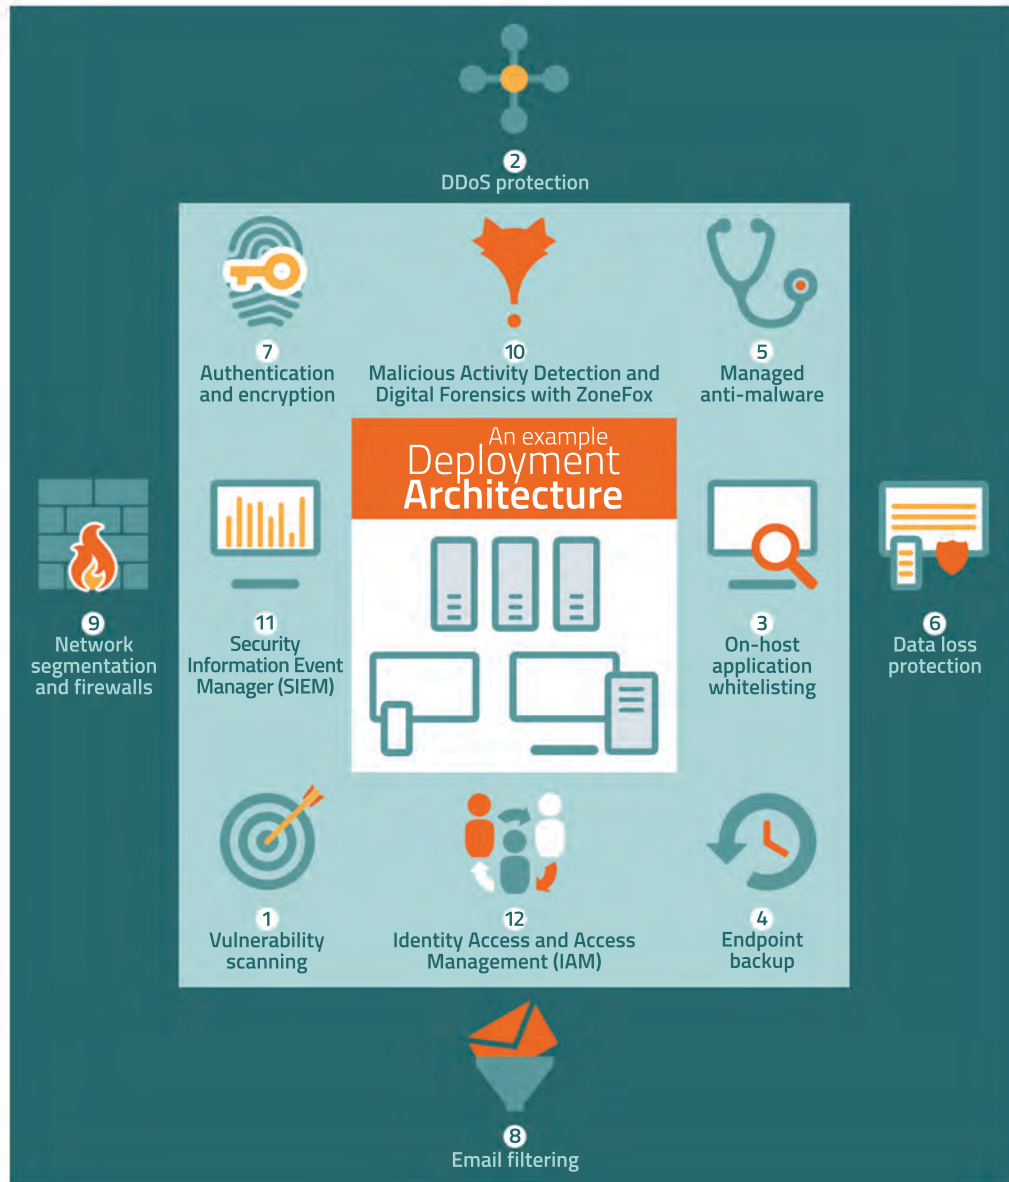 2
DDoS protection
7
Authentication
and encryption
10
Malicious Activity Detection and
Digital Forensics with ZoneFox
5
Managed
anti-malware
An example
Deployment
Architecture
9
Network
segmentation
and firewalls
11
Security
Information Event
Manager (SIEM)
3
On-host
application
whitelisting
6
Data loss
protection
1
Vulnerability
scanning
12
Identity Access and Access
Management (IAM)
4
Endpoint
backup
8
Email filtering